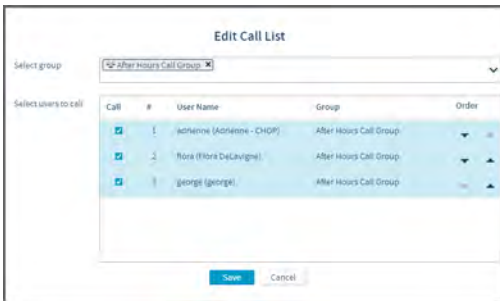 Edit Call List
Select group
After Hours Call Group ×
Select users to call
Call # User Name Group Order
1 adrienne (Adrienne - CHOP) After Hours Call Group
2 flora (Flora DeLavigne) After Hours Call Group
3 george (george) After Hours Call Group
Save Cancel